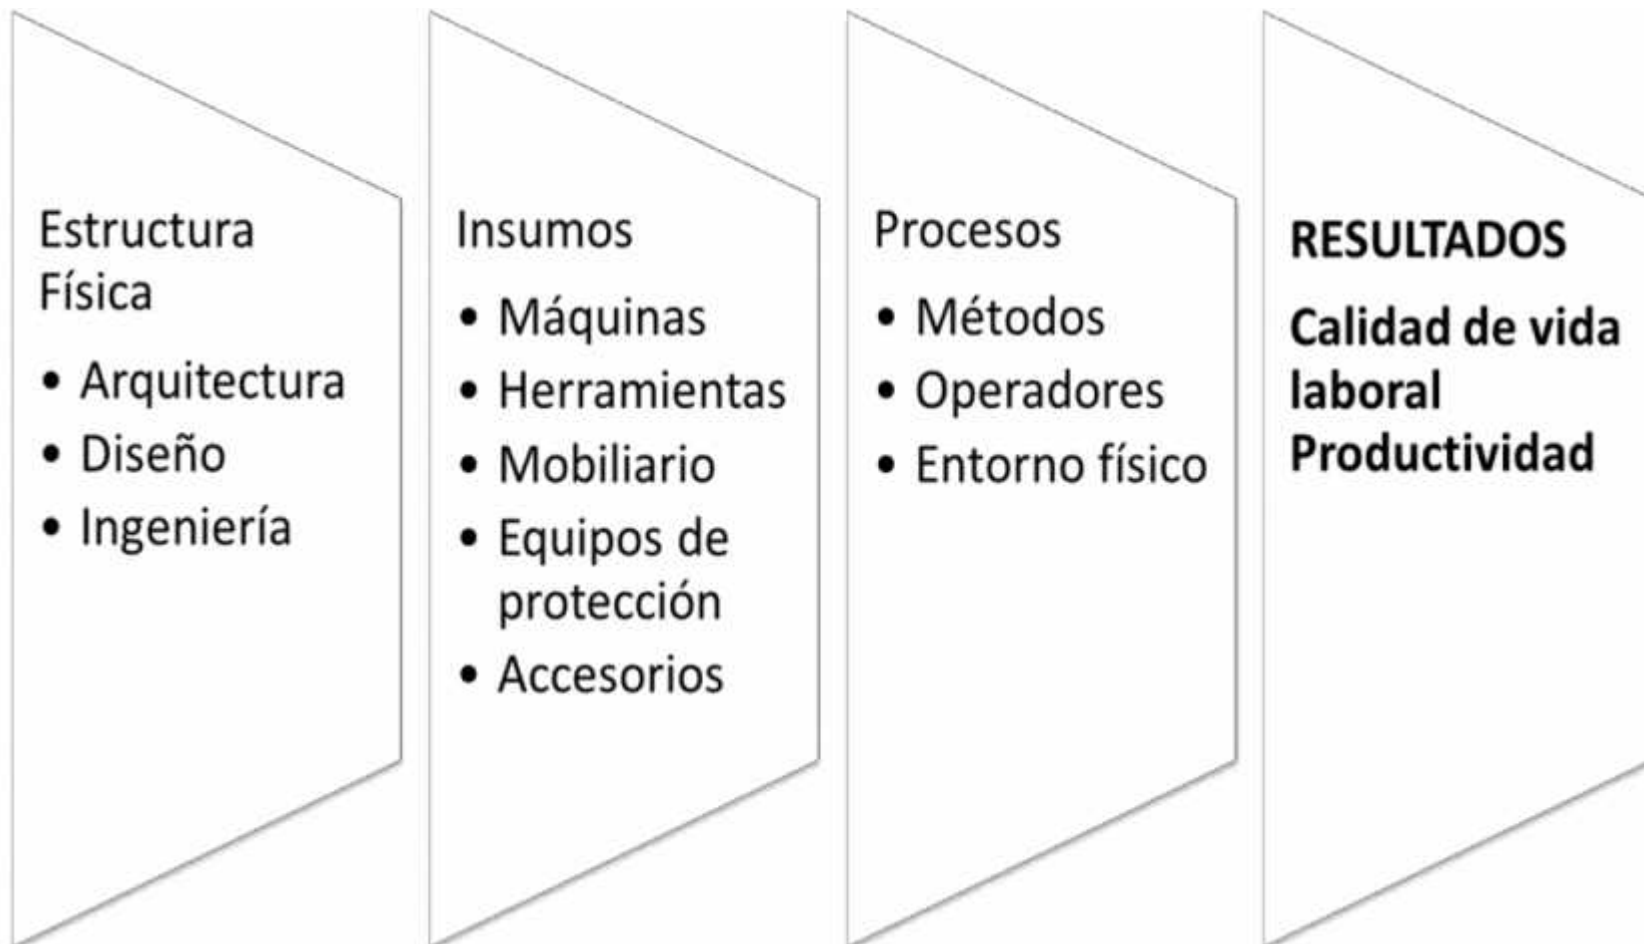 Estructura
Física
• Arquitectura
• Diseño
• Ingeniería
Insumos
• Máquinas
• Herramientas
• Mobiliario
• Equipos de
protección
• Accesorios
Procesos
• Métodos
• Operadores
• Entorno físico
RESULTADOS
Calidad de vida
laboral
Productividad